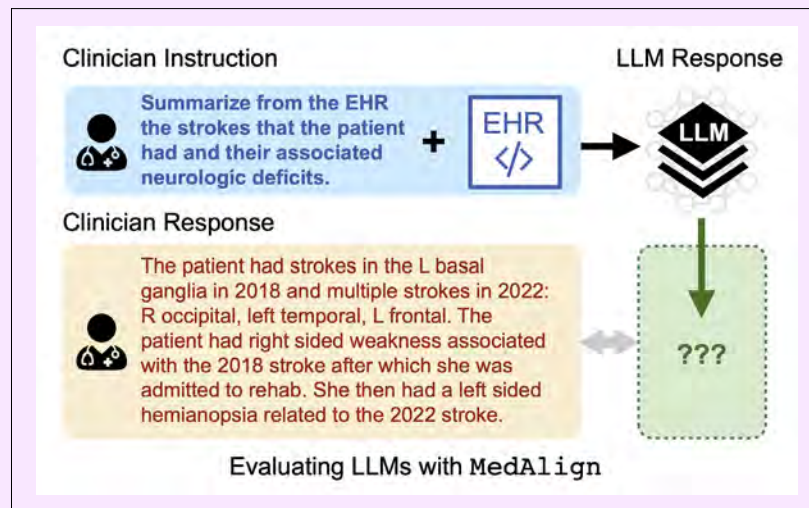 Clinician Instruction
LLM Response
Summarize from the EHR
the strokes that the patient
had and their associated
neurologic deficits.
+
EHR
</>
LLM
Clinician Response
The patient had strokes in the L basal
ganglia in 2018 and multiple strokes in 2022:
R occipital, left temporal, L frontal. The
patient had right sided weakness associated
with the 2018 stroke after which she was
admitted to rehab. She then had a left sided
hemianopsia related to the 2022 stroke.
???
Evaluating LLMs with MedAlign